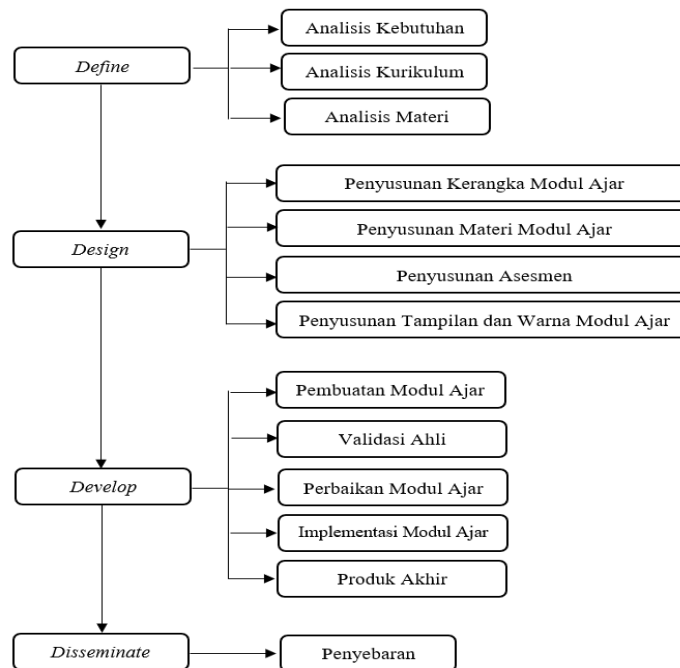 Define
Analisis Kebutuhan
Analisis Kurikulum
Analisis Materi
Design
Penyusunan Kerangka Modul Ajar
Penyusunan Materi Modul Ajar
Penyusunan Asesmen
Penyusunan Tampilan dan Warna Modul Ajar
Develop
Pembuatan Modul Ajar
Validasi Ahli
Perbaikan Modul Ajar
Implementasi Modul Ajar
Produk Akhir
Disseminate
Penyebaran